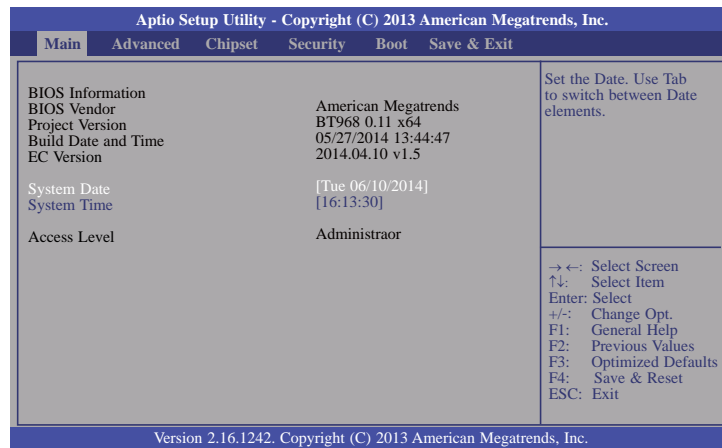 Aptio Setup Utility - Copyright (C) 2013 American Megatrends, Inc.
Main Advanced Chipset Security Boot Save & Exit
BIOS Information
BIOS Vendor American Megatrends
Project Version BT968 0.11 x64
Build Date and Time 05/27/2014 13:44:47
EC Version 2014.04.10 v1.5
System Date [Tue 06/10/2014]
System Time [16:13:30]
Access Level Administraor
Set the Date. Use Tab
to switch between Date
elements.
→ ←: Select Screen
↑↓: Select Item
Enter: Select
+/-: Change Opt.
F1: General Help
F2: Previous Values
F3: Optimized Defaults
F4: Save & Reset
ESC: Exit
Version 2.16.1242. Copyright (C) 2013 American Megatrends, Inc.